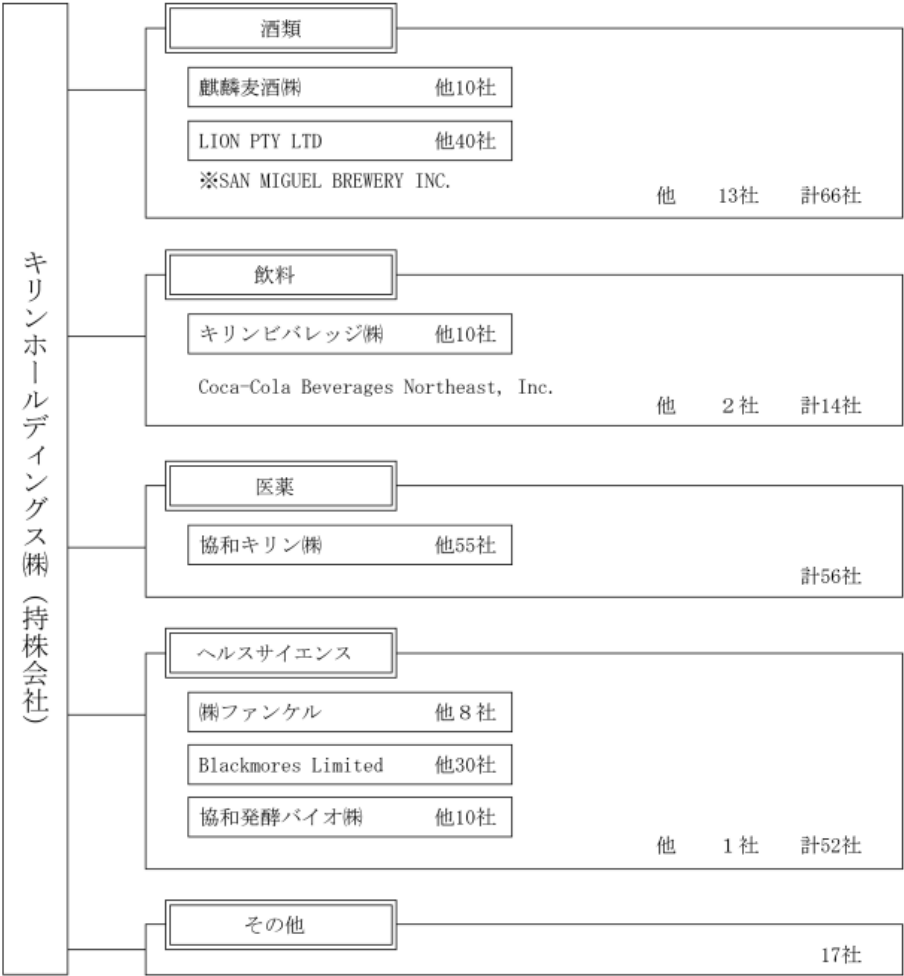 キリンホールディングス㈱（持株会社）
酒類
麒麟麦酒㈱ 他10社
LION PTY LTD 他40社
※SAN MIGUEL BREWERY INC.
他 13社 計66社
飲料
キリンビバレッジ㈱ 他10社
Coca-Cola Beverages Northeast, Inc.
他 ２社 計14社
医薬
協和キリン㈱ 他55社
計56社
ヘルスサイエンス
㈱ファンケル 他８社
Blackmores Limited 他30社
協和発酵バイオ㈱ 他10社
他 １社 計52社
その他
17社